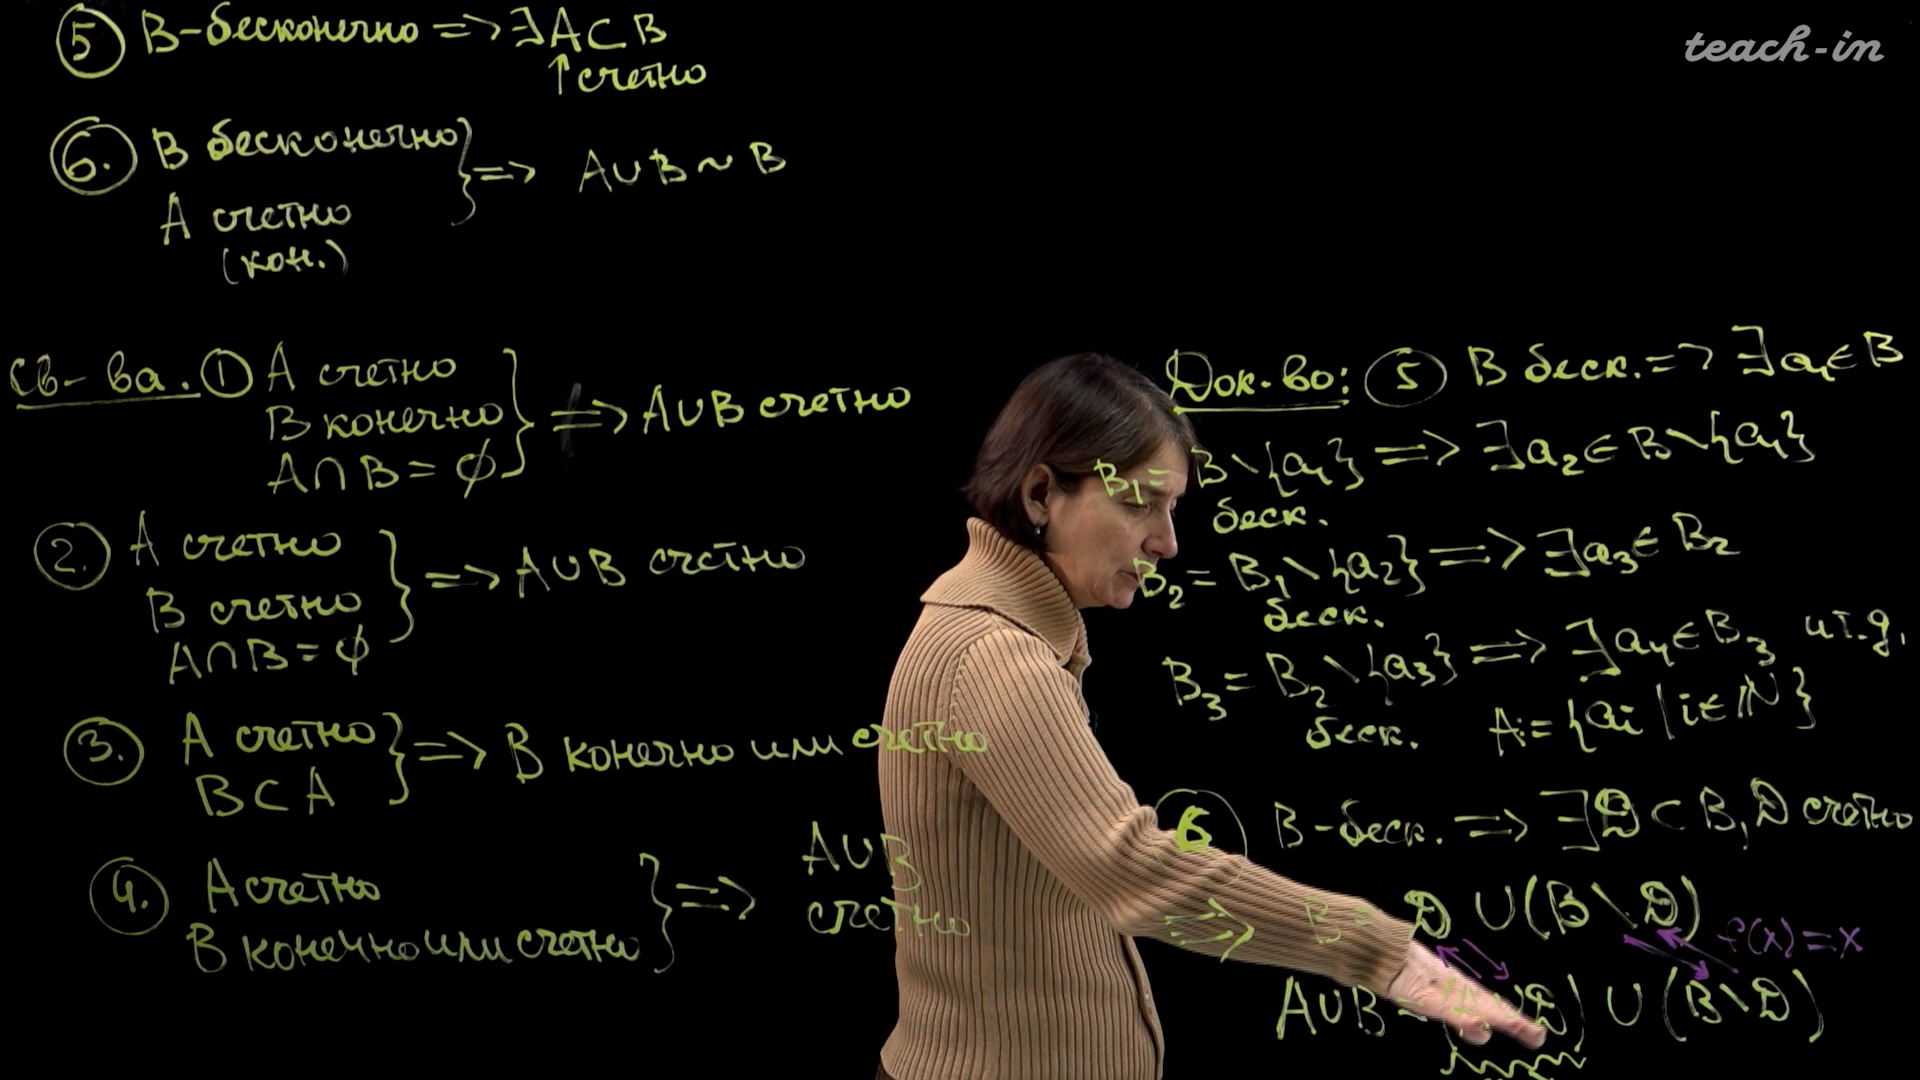 teach-in
⑤ В-бесконечно => ∃A⊂B
↑счетно
⑥. В бесконечно
А счетно
(кон.)
} => A∪B ~ B
Св-ва. ① А счетно
В конечно
A∩B = ∅
} => A∪B счетно
②. А счетно
В счетно
A∩B = ∅
} => A∪B счетно
③. А счетно
B⊂A
} => В конечно или счетно
④. А счетно
В конечно или счетно
} => A∪B
счетно
Док-во: ⑤ В беск. => ∃a₁∈B
B₁ = B\{a₁} => ∃a₂∈B\{a₁}
беск.
B₂ = B₁\{a₂} => ∃a₃∈B₂
беск.
B₃ = B₂\{a₃} => ∃a₄∈B₃ и т.д.
беск.
A:={ai | i∈ℕ}
⑥ В-беск. => ∃D⊂B, D счетно
=> B = D ∪(B\D)
f(x)=x
A∪B = (A∪D) ∪ (B\D)